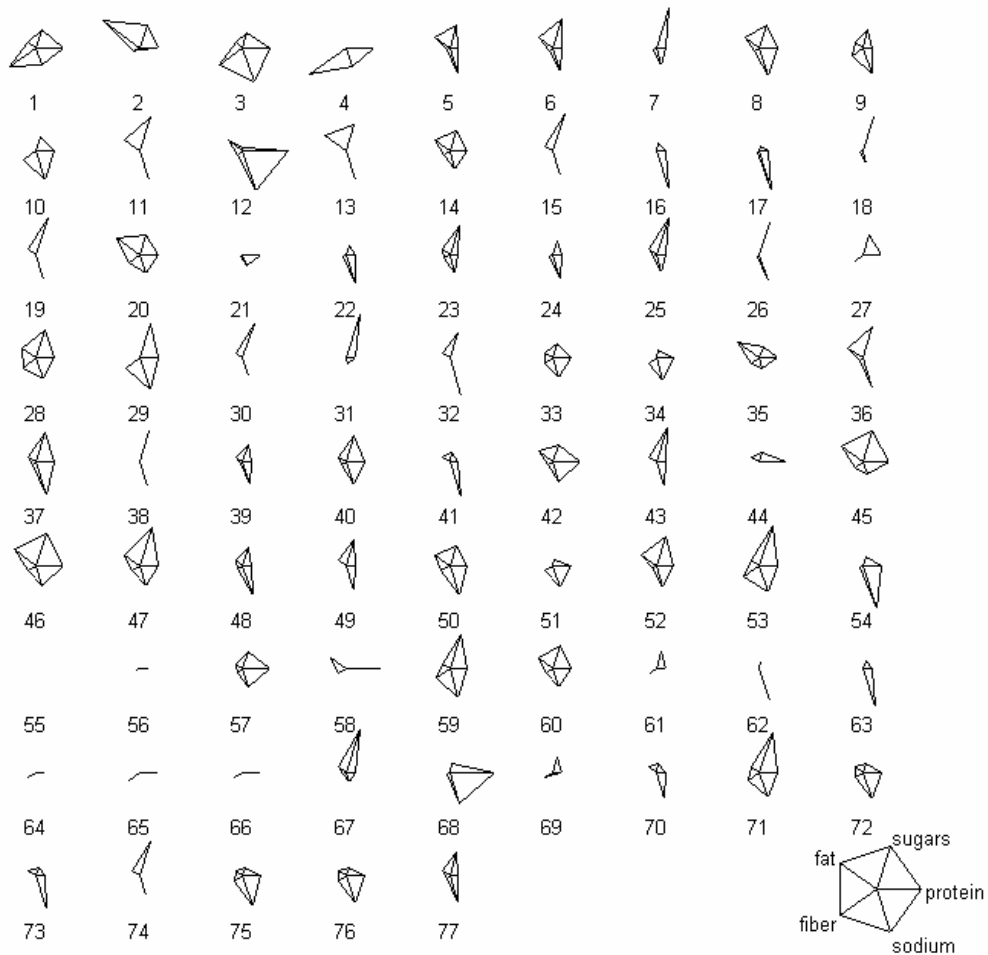 1 2 3 4 5 6 7 8 9
10 11 12 13 14 15 16 17 18
19 20 21 22 23 24 25 26 27
28 29 30 31 32 33 34 35 36
37 38 39 40 41 42 43 44 45
46 47 48 49 50 51 52 53 54
55 56 57 58 59 60 61 62 63
64 65 66 67 68 69 70 71 72
sugars
fat
protein
fiber
73 74 75 76 77
sodium